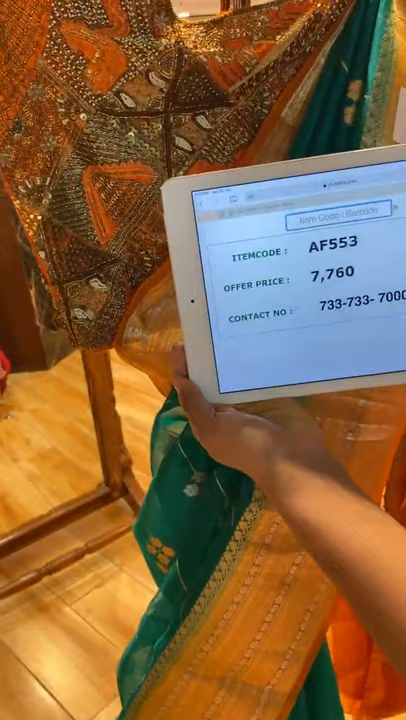 Item Code / Barcode
ITEMCODE : AF553
OFFER PRICE : 7,760
CONTACT NO : 733-733- 7000